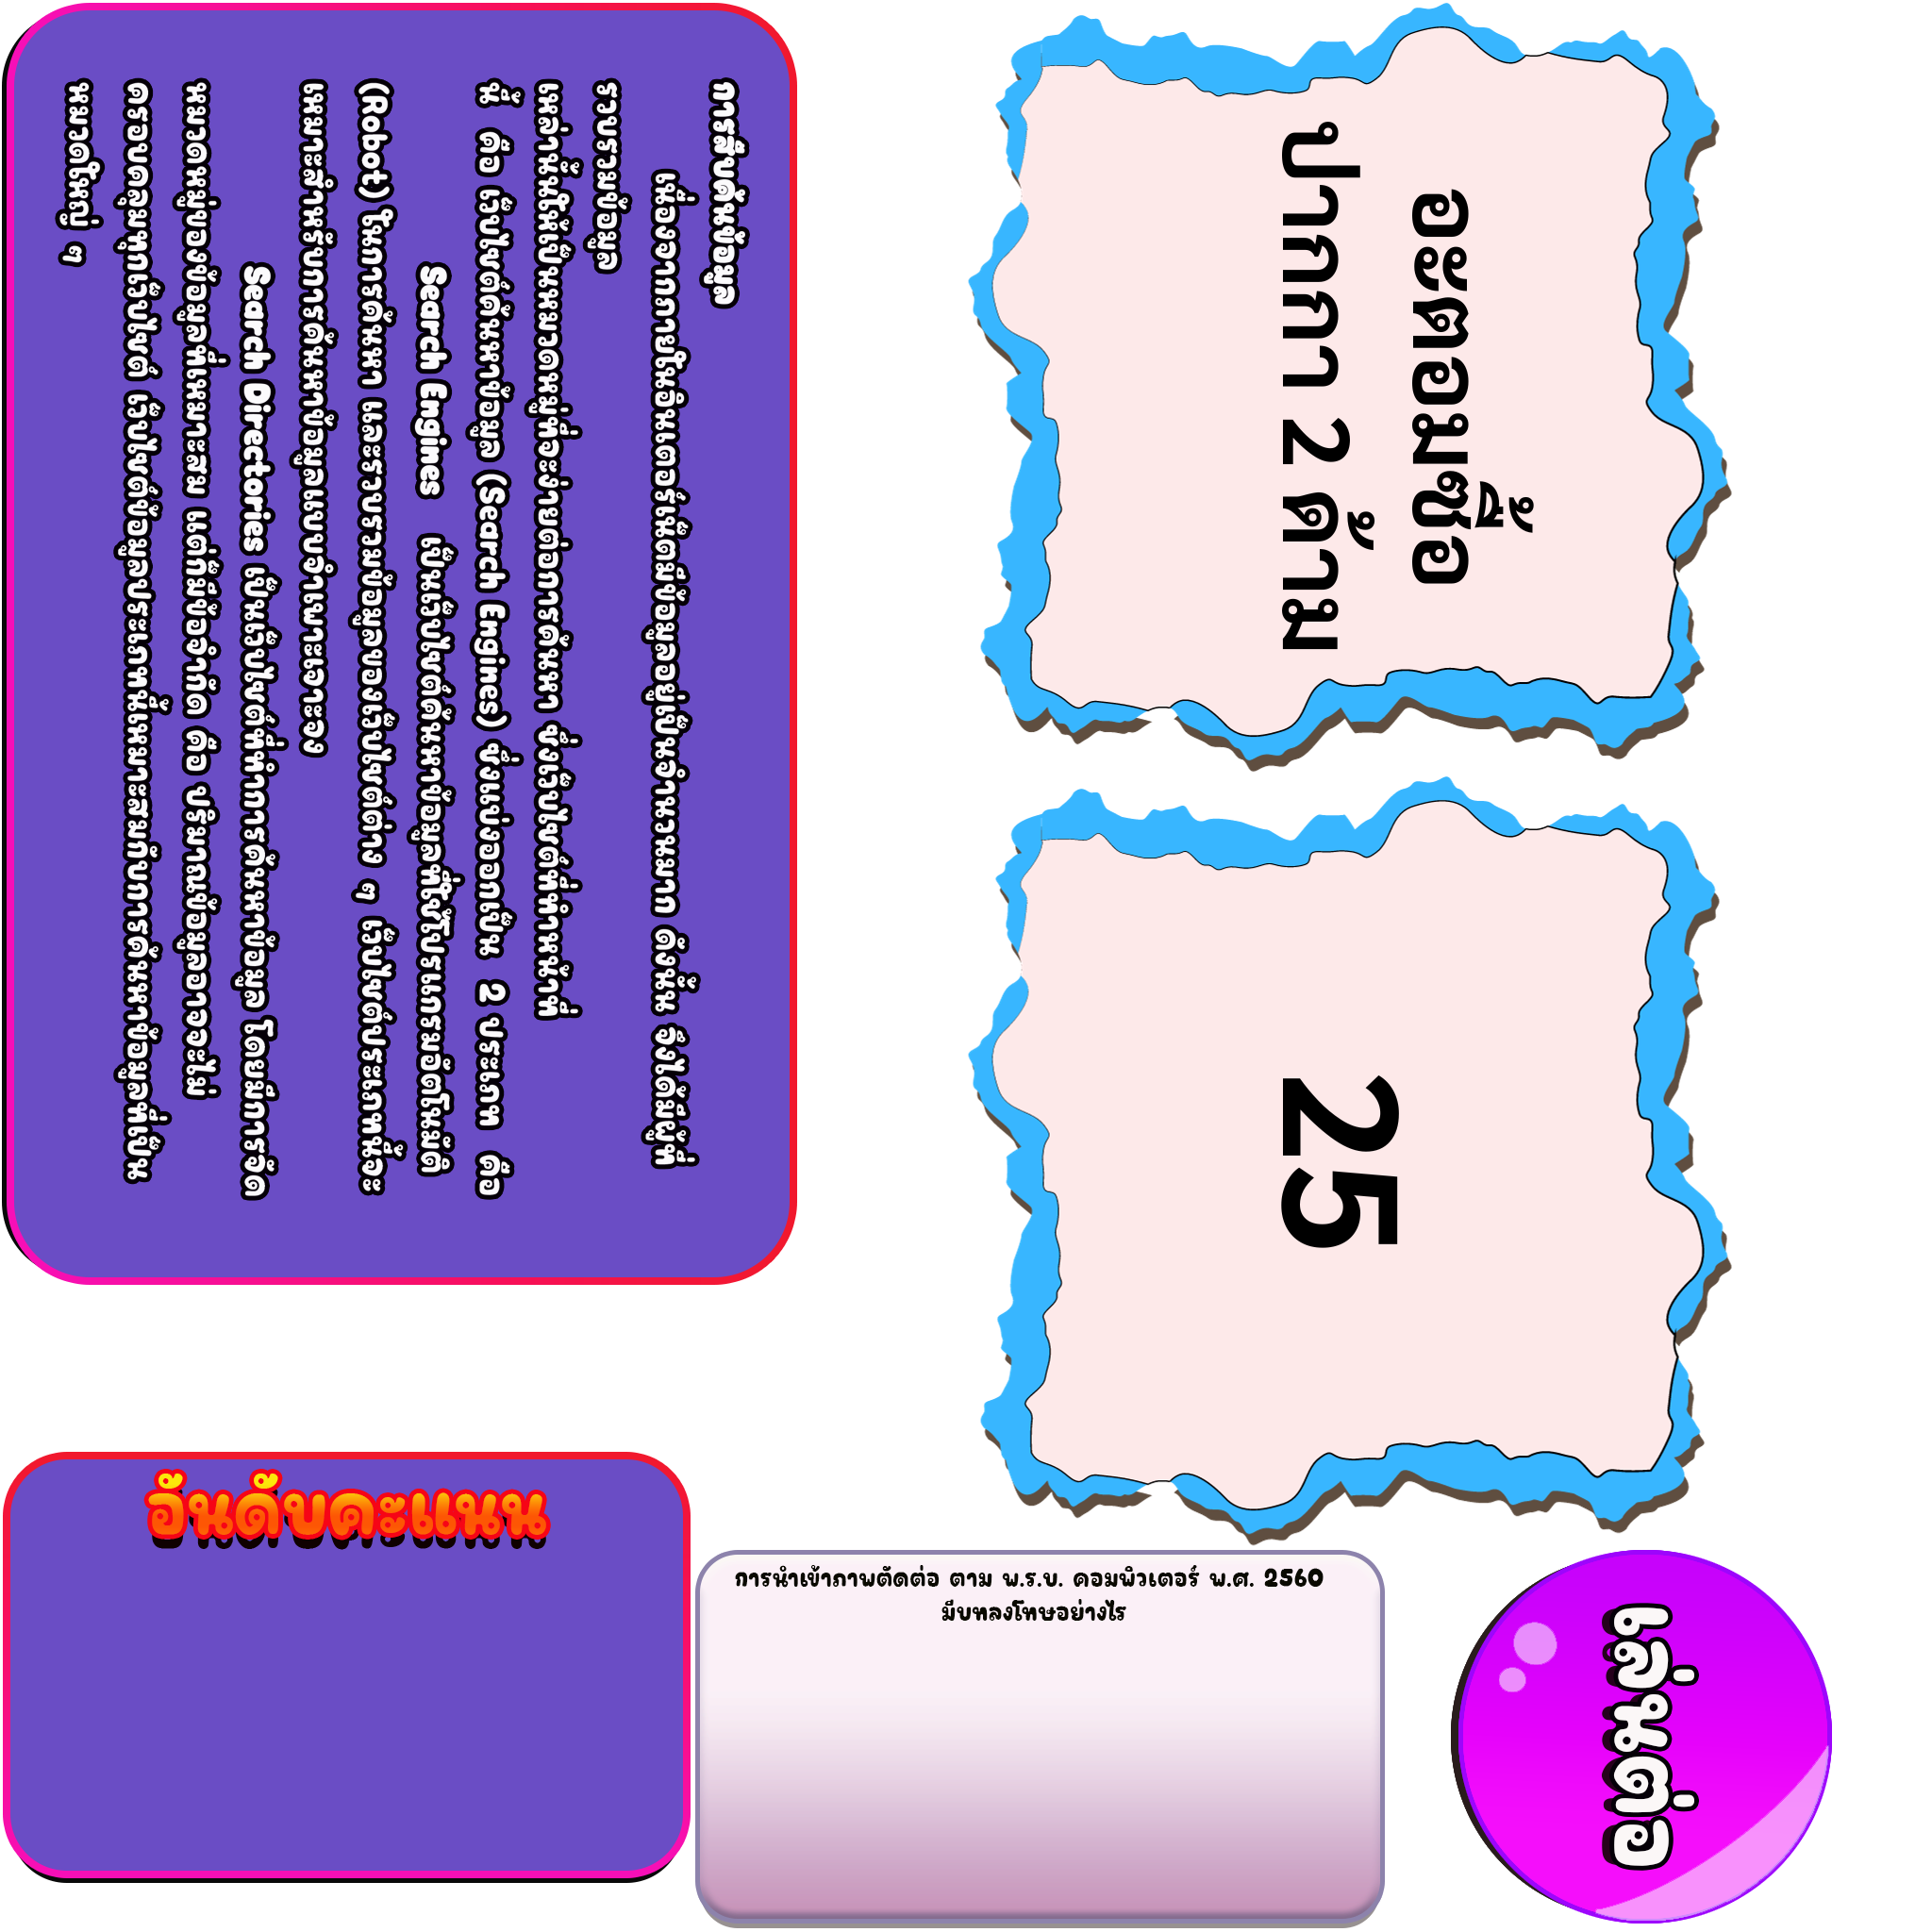 การสืบค้นข้อมูล
เนื่องจากภายในอินเตอร์เน็ตมีข้อมูลอยู่เป็นจำนวนมาก ดังนั้น จึงได้มีผู้ที่
รวบรวมข้อมูล
เหล่านั้นไว้เป็นหมวดหมู่ที่จะง่ายต่อการค้นหา ซึ่งเว็บไซต์ที่ทำหน้าที่
นี้ คือ เว็บไซต์ค้นหาข้อมูล (Search Engines) ซึ่งแบ่งออกเป็น 2 ประเภท คือ
Search Engines เป็นเว็บไซต์ค้นหาข้อมูลที่ใช้โปรแกรมอัตโนมัติ
(Robot) ในการค้นหา และรวบรวมข้อมูลของเว็บไซต์ต่าง ๆ เว็บไซต์ประเภทนี้จะ
เหมาะสำหรับการค้นหาข้อมูลแบบจำเพาะเจาะจง
Search Directories เป็นเว็บไซต์ที่ทำการค้นหาข้อมูล โดยมีการจัด
หมวดหมู่ของข้อมูลที่เหมาะสม แต่ก็มีข้อจำกัด คือ ปริมาณข้อมูลอาจจะไม่
ครอบคลุมทุกเว็บไซต์ เว็บไซต์ข้อมูลประเภทนี้เหมาะสมกับการค้นหาข้อมูลที่เป็น
หมวดใหญ่ ๆ
อะตอมซื้อ
ปากกา 2 ด้าม
25
อันดับคะแนน
การนำเข้าภาพตัดต่อ ตาม พ.ร.บ. คอมพิวเตอร์ พ.ศ. 2560
มีบทลงโทษอย่างไร
เล่นต่อ